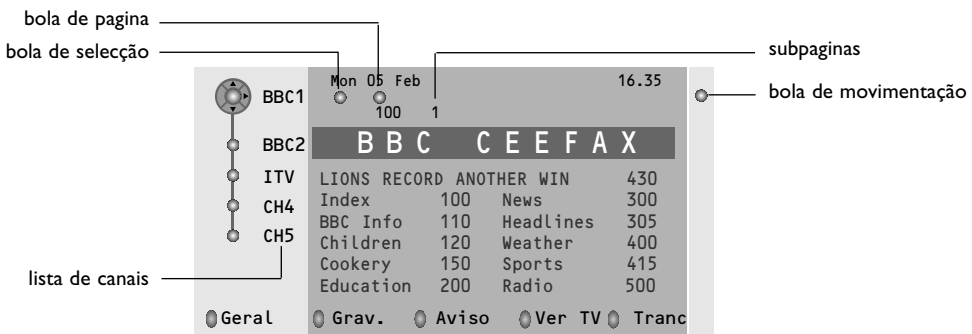 bola de pagina
bola de selecção
subpaginas
bola de movimentação
lista de canais
Mon 05 Feb 16.35
BBC1
100 1
BBC2
BBC CEEFAX
ITV
CH4
CH5
LIONS RECORD ANOTHER WIN 430
Index 100 News 300
BBC Info 110 Headlines 305
Children 120 Weather 400
Cookery 150 Sports 415
Education 200 Radio 500
Geral Grav. Aviso Ver TV Tranc